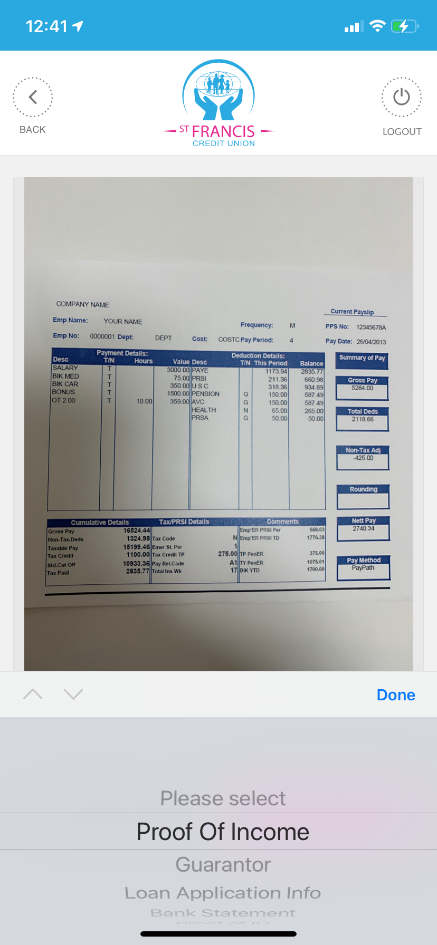 12:41
BACK
ST FRANCIS
CREDIT UNION
LOGOUT
COMPANY NAME
Current Payslip
Emp Name: YOUR NAME Frequency: M PPS No: 12345678A
Emp No: 0000001 Dept: DEPT Cost: COSTC Pay Period: 4 Pay Date: 26/04/2013
Payment Details: Deduction Details: Summary of Pay
Desc T/N Hours Value Desc T/N This Period Balance
SALARY T 3000.00 PAYE 1173.94 2835.77
BIK MED T 75.00 PRSI 211.36 660.98
BIK CAR T 350.00 U S C 318.36 934.89
BONUS T 1500.00 PENSION G 150.00 587.49
OT 2.00 T 10.00 359.00 AVC G 150.00 587.49
HEALTH N 65.00 265.00
PRSA G 50.00 50.00
Gross Pay
5284.00
Total Deds
2118.66
Non-Tax Adj
-425.00
Rounding
Nett Pay
2740.34
Pay Method
PayPath
Cumulative Details Tax/PRSI Details Comments
Gross Pay 16524.44 Emp'ER PRSI Per
Non-Tax.Deds 1324.98 Tax Code N Emp'ER PRSI TD 1776.38
Taxable Pay 15199.46 Emer St. Per 1
Tax Credit 1100.00 Tax Credit TP 275.00 TP PenER 375.00
Std.Cut Off 10933.36 Pay Rel.Code A1 TY PenER
Tax Paid 2835.77 Total Ins Wk 17 BIK YTD 1700.00
Done
Please select
Proof Of Income
Guarantor
Loan Application Info
Bank Statement